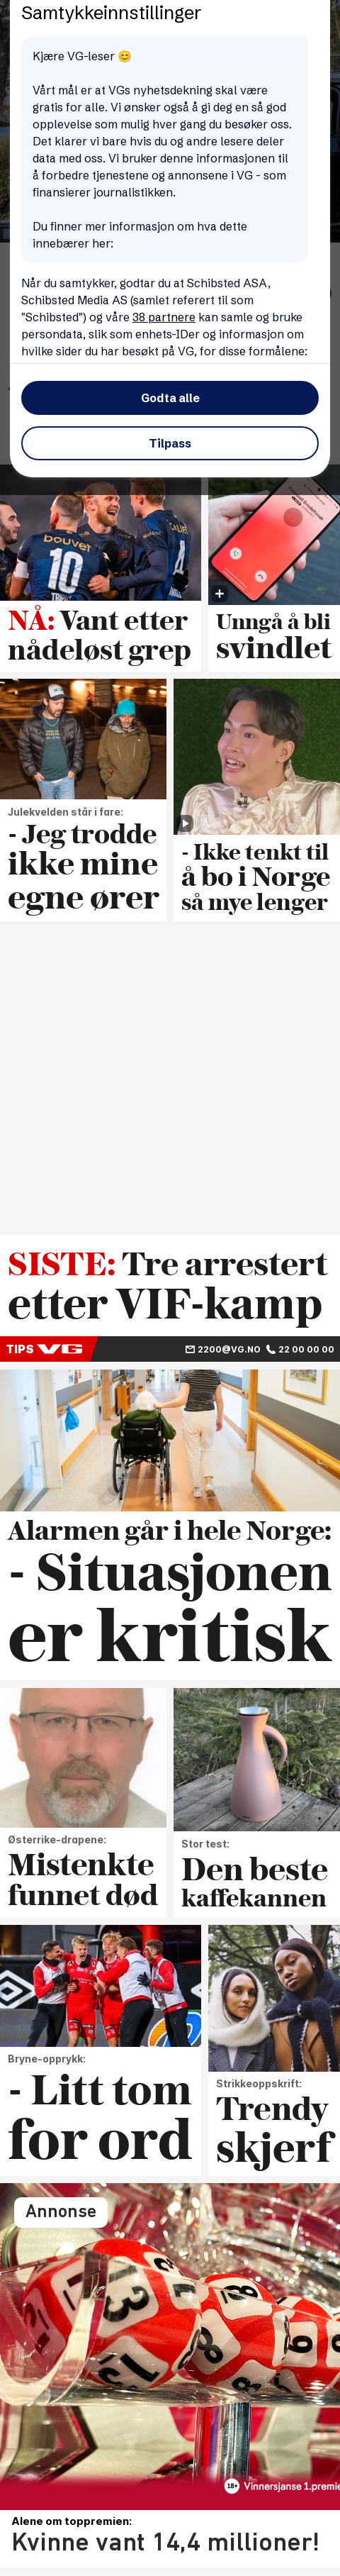 Samtykkeinnstillinger
Kjære VG-leser 😊
Vårt mål er at VGs nyhetsdekning skal være
gratis for alle. Vi ønsker også å gi deg en så god
opplevelse som mulig hver gang du besøker oss.
Det klarer vi bare hvis du og andre lesere deler
data med oss. Vi bruker denne informasjonen til
å forbedre tjenestene og annonsene i VG - som
finansierer journalistikken.
Du finner mer informasjon om hva dette
innebærer her:
Når du samtykker, godtar du at Schibsted ASA,
Schibsted Media AS (samlet referert til som
"Schibsted") og våre 38 partnere kan samle og bruke
persondata, slik som enhets-IDer og informasjon om
hvilke sider du har besøkt på VG, for disse formålene:
Godta alle
Tilpass
bouvet
10
NÅ: Vant etter
nådeløst grep
Unngå å bli
svindlet
Julekvelden står i fare:
- Jeg trodde
ikke mine
egne ører
- Ikke tenkt til
å bo i Norge
så mye lenger
SISTE: Tre arrestert
etter VIF-kamp
TIPS VG 2200@VG.NO 22 00 00 00
Alarmen går i hele Norge:
- Situasjonen
er kritisk
Østerrike-drapene:
Mistenkte
funnet død
Stor test:
Den beste
kaffekannen
Bryne-opprykk:
- Litt tom
for ord
Strikkeoppskrift:
Trendy
skjerf
Annonse
18+ Vinnersjanse 1.premie
Alene om toppremien:
Kvinne vant 14,4 millioner!